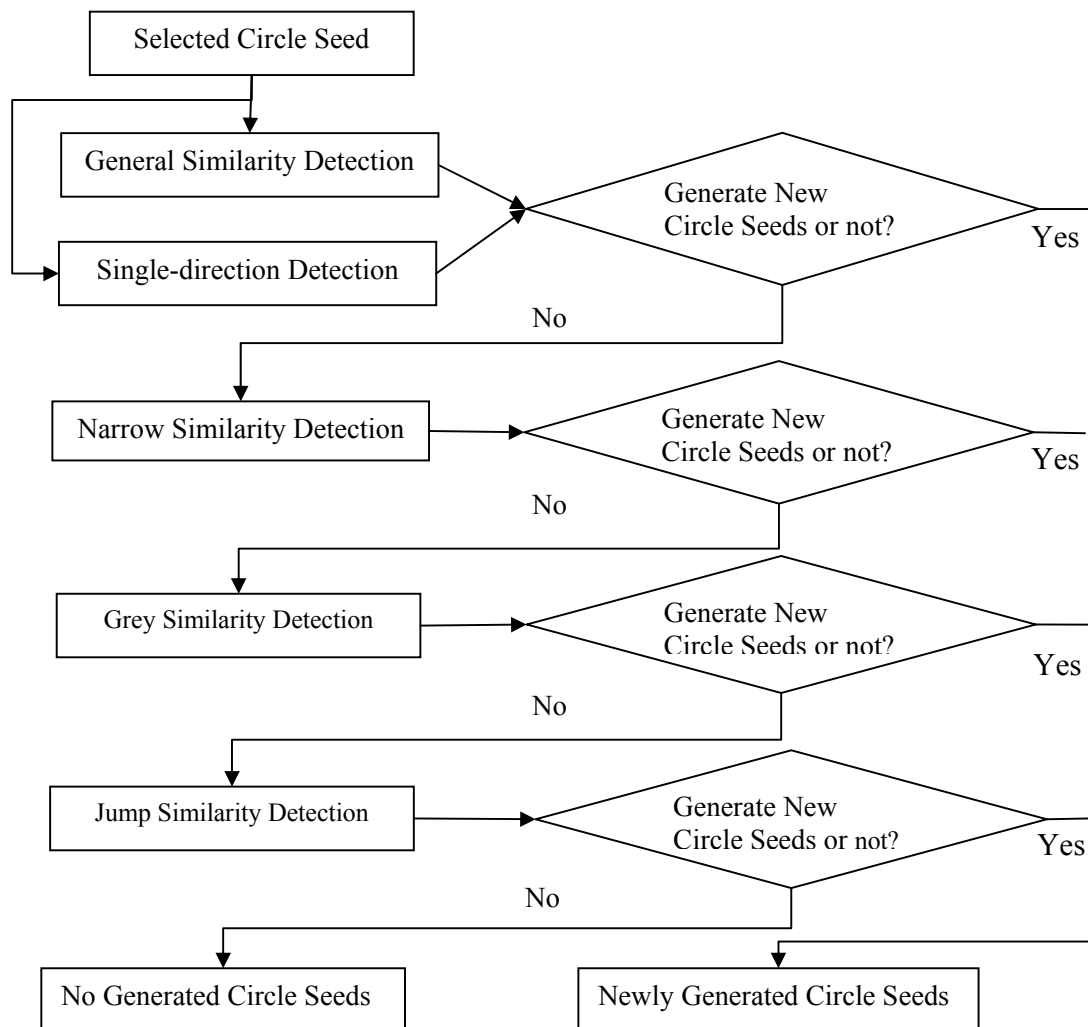 Selected Circle Seed
General Similarity Detection
Generate New
Circle Seeds or not?
Yes
Single-direction Detection
No
Narrow Similarity Detection
Generate New
Circle Seeds or not?
Yes
No
Grey Similarity Detection
Generate New
Circle Seeds or not?
Yes
No
Jump Similarity Detection
Generate New
Circle Seeds or not?
Yes
No
No Generated Circle Seeds
Newly Generated Circle Seeds